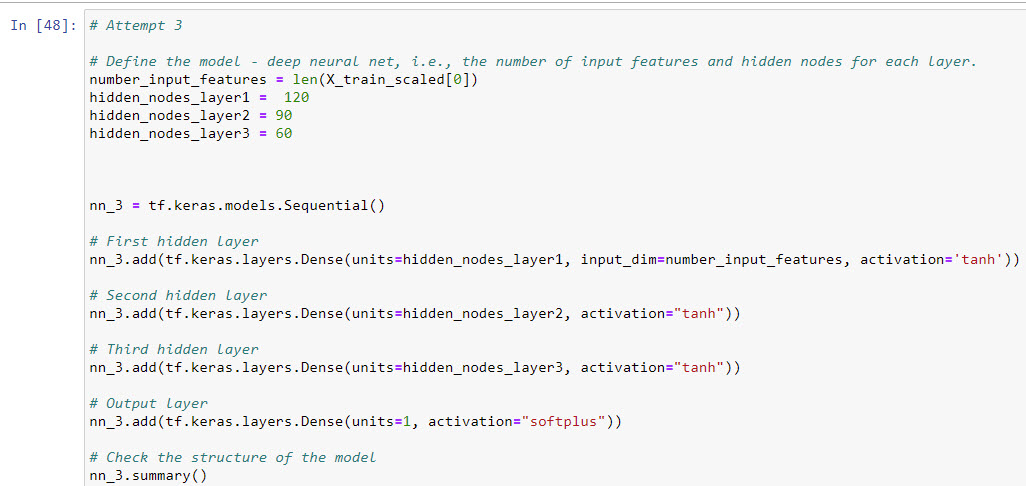 In [48]: # Attempt 3
# Define the model - deep neural net, i.e., the number of input features and hidden nodes for each layer.
number_input_features = len(X_train_scaled[0])
hidden_nodes_layer1 =  120
hidden_nodes_layer2 = 90
hidden_nodes_layer3 = 60
nn_3 = tf.keras.models.Sequential()
# First hidden layer
nn_3.add(tf.keras.layers.Dense(units=hidden_nodes_layer1, input_dim=number_input_features, activation='tanh'))
# Second hidden layer
nn_3.add(tf.keras.layers.Dense(units=hidden_nodes_layer2, activation="tanh"))
# Third hidden layer
nn_3.add(tf.keras.layers.Dense(units=hidden_nodes_layer3, activation="tanh"))
# Output layer
nn_3.add(tf.keras.layers.Dense(units=1, activation="softplus"))
# Check the structure of the model
nn_3.summary()